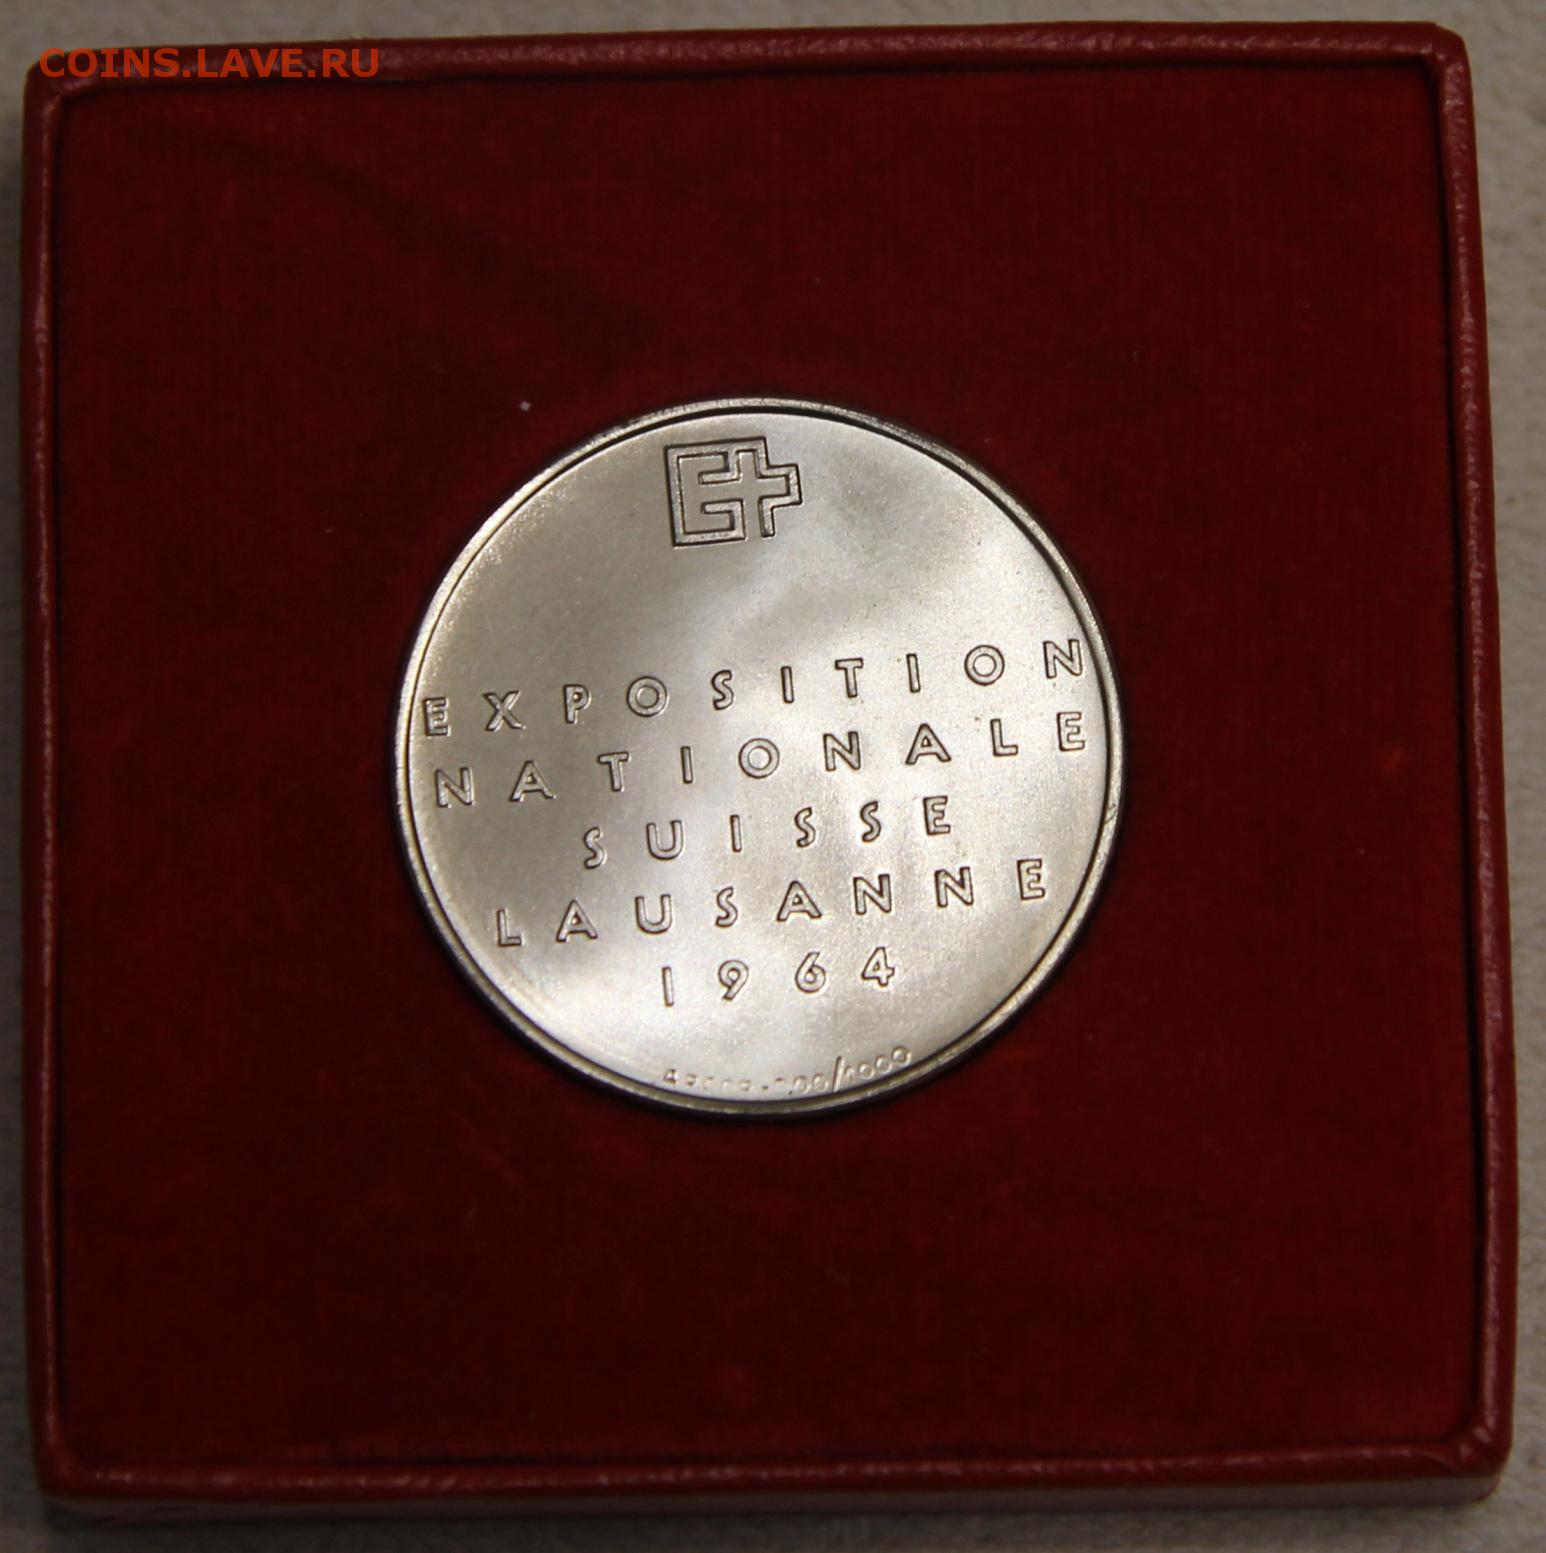 COINS.LAVE.RU
EXPOSITION
NATIONALE
SUISSE
LAUSANNE
1964